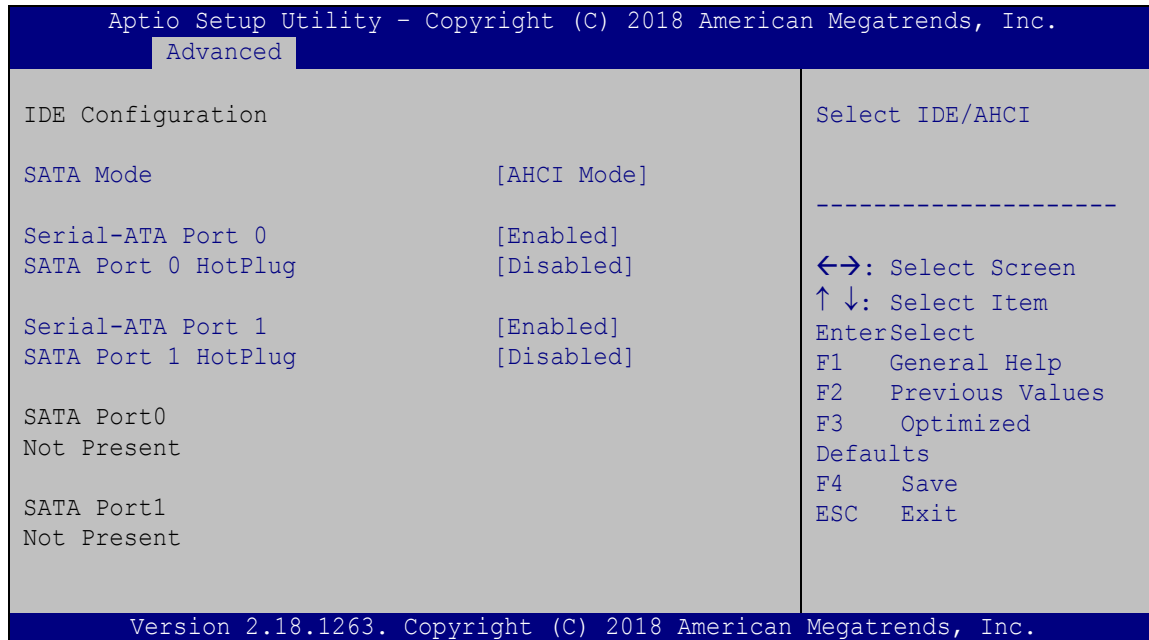 Aptio Setup Utility – Copyright (C) 2018 American Megatrends, Inc.
Advanced
IDE Configuration
SATA Mode [AHCI Mode]
Serial-ATA Port 0 [Enabled]
SATA Port 0 HotPlug [Disabled]
Serial-ATA Port 1 [Enabled]
SATA Port 1 HotPlug [Disabled]
SATA Port0
Not Present
SATA Port1
Not Present
Select IDE/AHCI
----------------------
←→: Select Screen
↑ ↓: Select Item
EnterSelect
F1 General Help
F2 Previous Values
F3 Optimized
Defaults
F4 Save
ESC Exit
Version 2.18.1263. Copyright (C) 2018 American Megatrends, Inc.